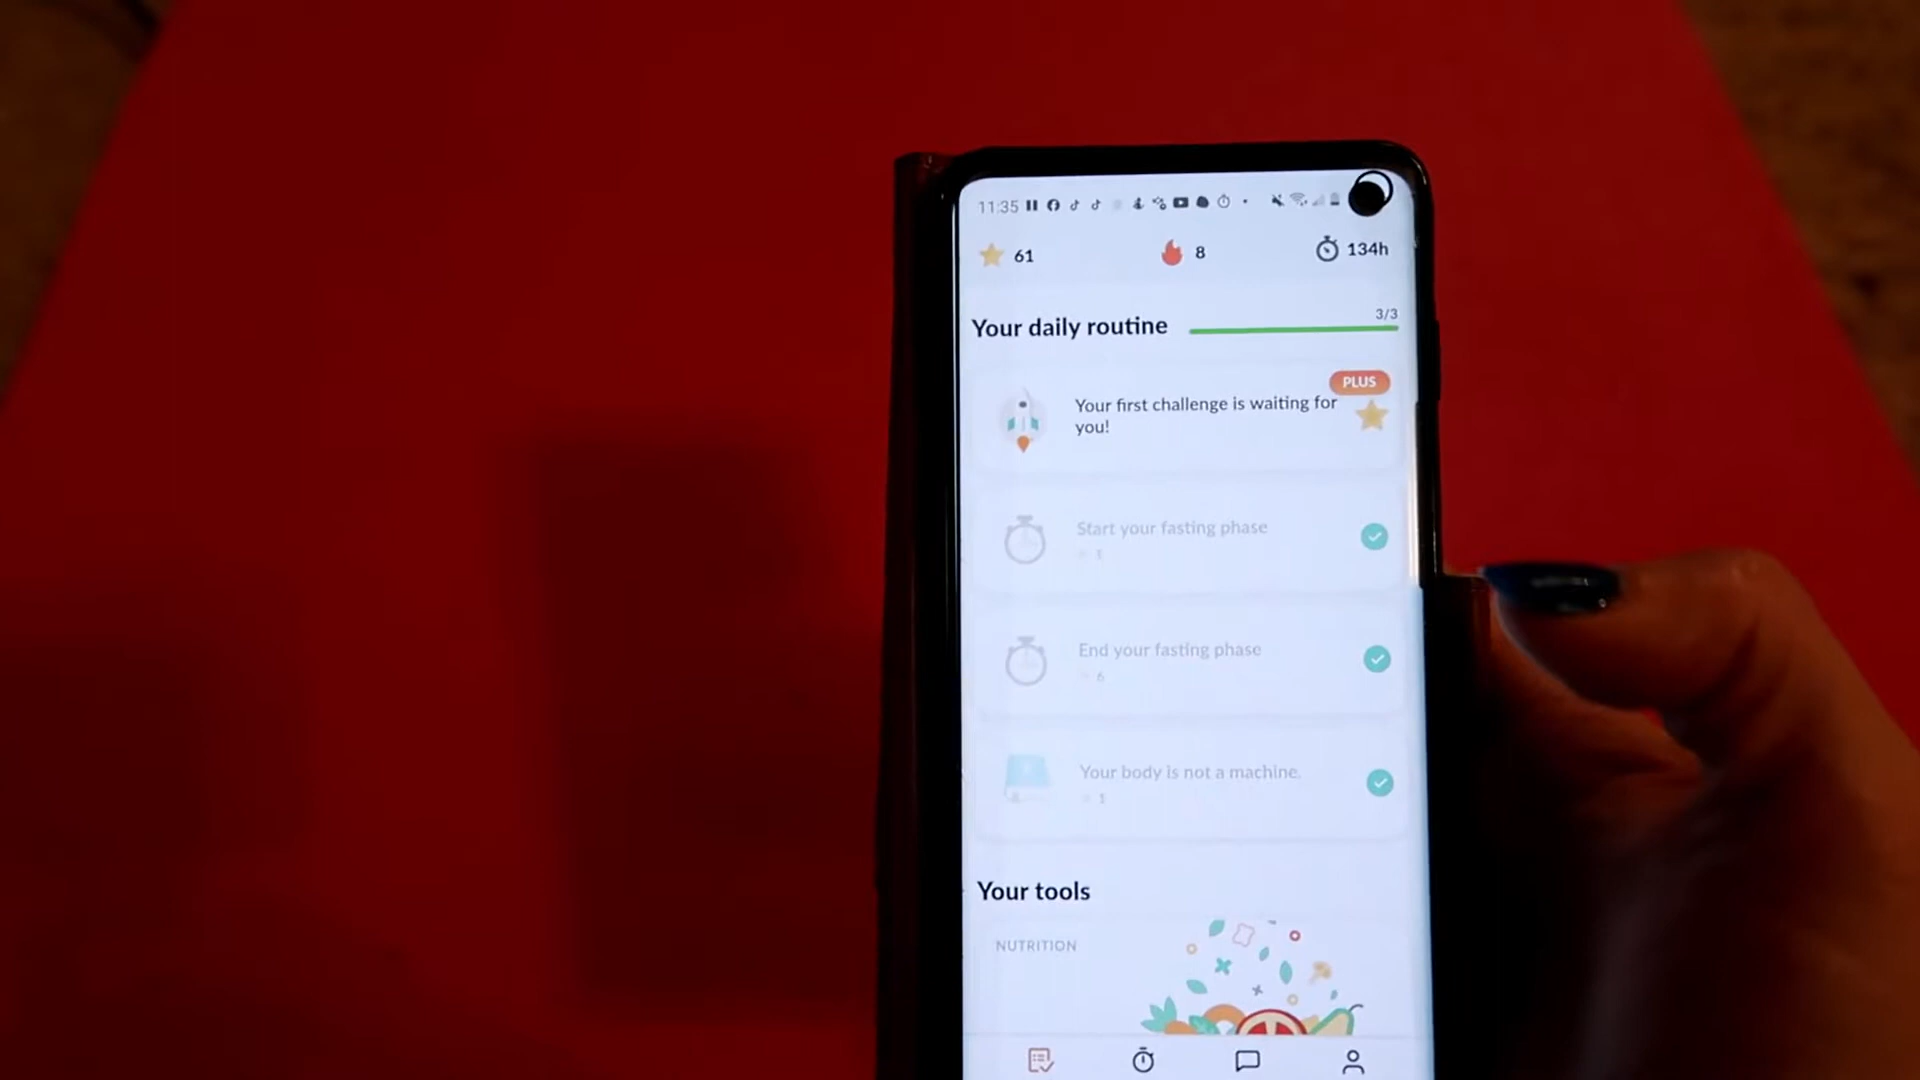 11:35
61
8
134h
Your daily routine
3/3
PLUS
Your first challenge is waiting for
you!
Start your fasting phase
1
End your fasting phase
6
Your body is not a machine.
1
Your tools
NUTRITION